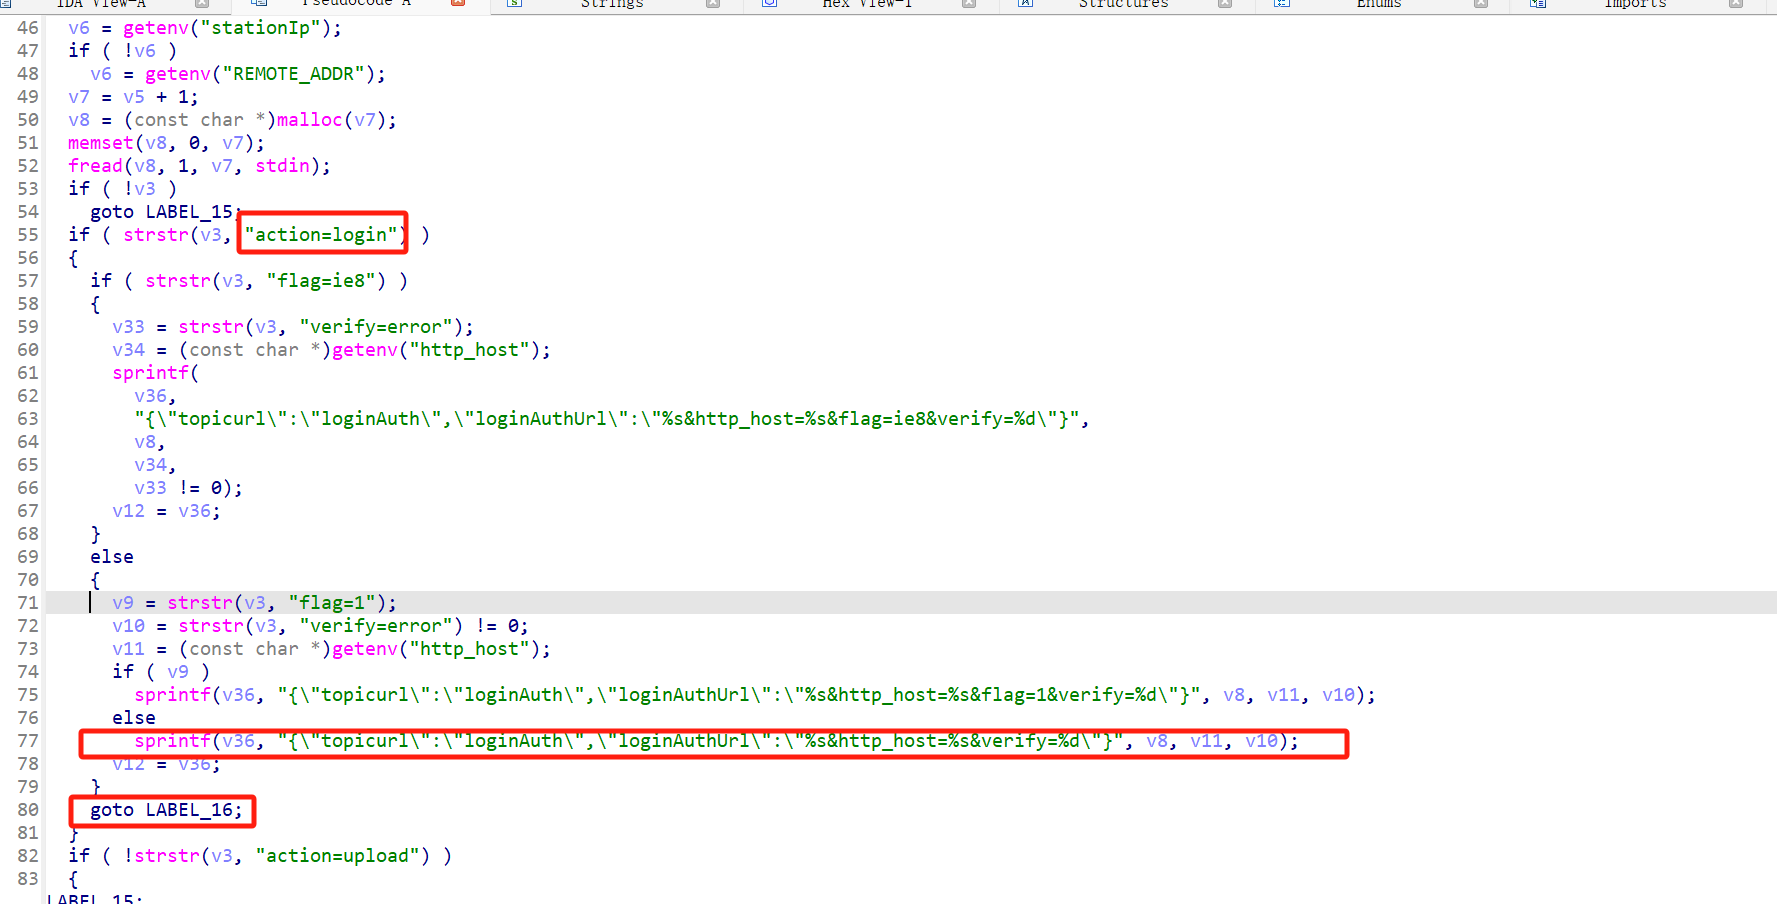 IDA View-A Pseudocode A Strings Hex View-1 Structures Enums Imports
46 v6 = getenv("stationIp");
47 if ( !v6 )
48 v6 = getenv("REMOTE_ADDR");
49 v7 = v5 + 1;
50 v8 = (const char *)malloc(v7);
51 memset(v8, 0, v7);
52 fread(v8, 1, v7, stdin);
53 if ( !v3 )
54 goto LABEL_15;
55 if ( strstr(v3, "action=login") )
56 {
57 if ( strstr(v3, "flag=ie8") )
58 {
59 v33 = strstr(v3, "verify=error");
60 v34 = (const char *)getenv("http_host");
61 sprintf(
62 v36,
63 "{\"topicurl\":\"loginAuth\",\"loginAuthUrl\":\"%s&http_host=%s&flag=ie8&verify=%d\"}",
64 v8,
65 v34,
66 v33 != 0);
67 v12 = v36;
68 }
69 else
70 {
71 v9 = strstr(v3, "flag=1");
72 v10 = strstr(v3, "verify=error") != 0;
73 v11 = (const char *)getenv("http_host");
74 if ( v9 )
75 sprintf(v36, "{\"topicurl\":\"loginAuth\",\"loginAuthUrl\":\"%s&http_host=%s&flag=1&verify=%d\"}", v8, v11, v10);
76 else
77 sprintf(v36, "{\"topicurl\":\"loginAuth\",\"loginAuthUrl\":\"%s&http_host=%s&verify=%d\"}", v8, v11, v10);
78 v12 = v36;
79 }
80 goto LABEL_16;
81 }
82 if ( !strstr(v3, "action=upload") )
83 {
LABEL_15: